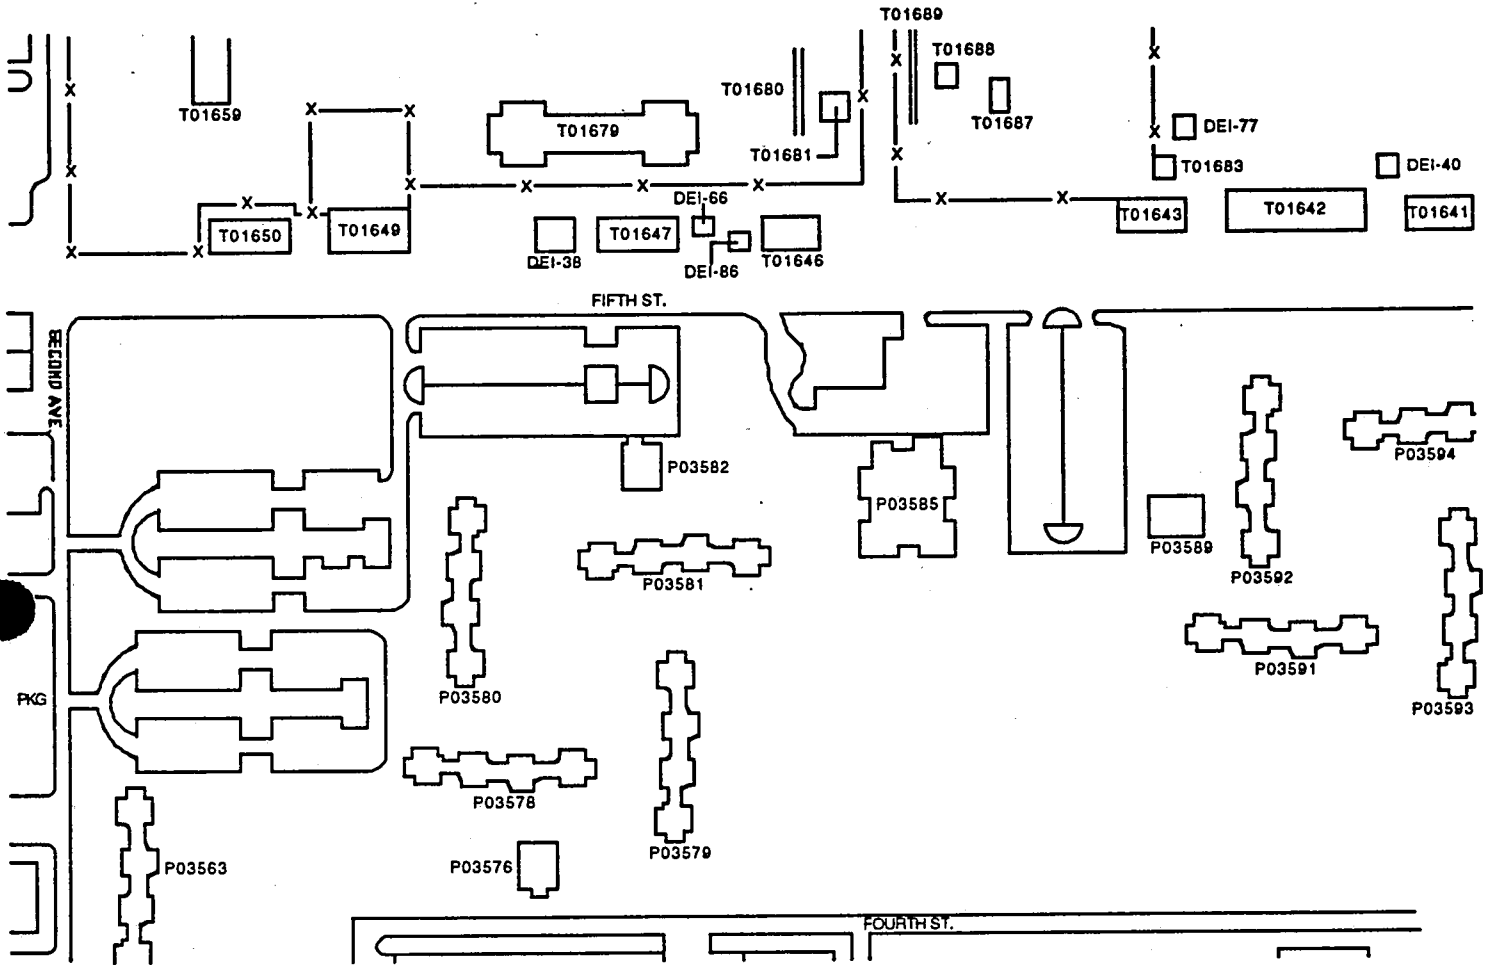 T01689
T01688
T01680
T01659
T01679
T01687
DEI-77
T01681
T01683
DEI-40
DEI-66
T01650
T01649
T01647
T01643
T01642
T01641
DEI-38
DEI-86
T01646
FIFTH ST.
SECOND AVE.
P03582
P03594
P03585
P03589
P03581
P03592
P03591
P03580
PKG
P03593
P03578
P03579
P03576
P03563
FOURTH ST.